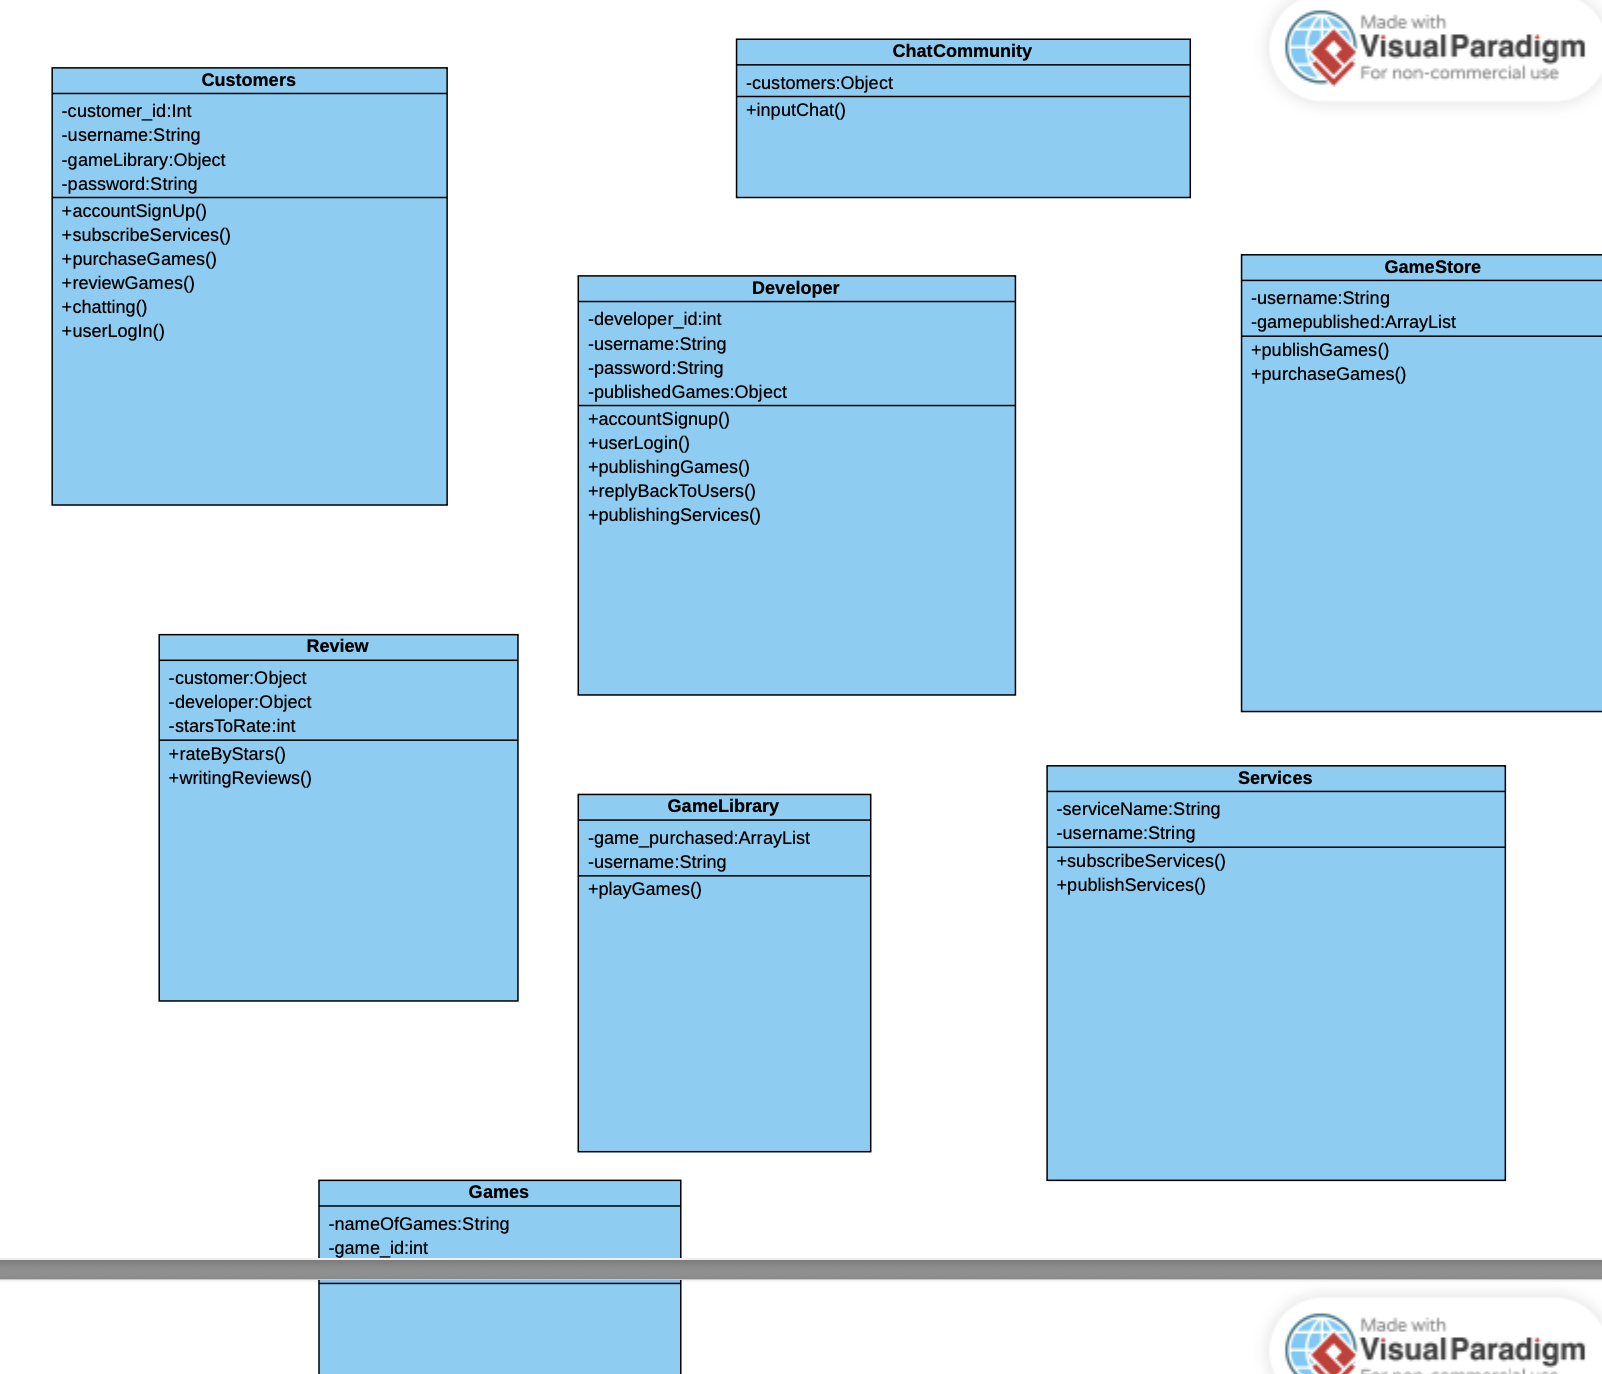 Made with
Visual Paradigm
For non-commercial use
ChatCommunity
-customers:Object
+inputChat()
Customers
-customer_id:Int
-username:String
-gameLibrary:Object
-password:String
+accountSignUp()
+subscribeServices()
+purchaseGames()
+reviewGames()
+chatting()
+userLogIn()
GameStore
-username:String
-gamepublished:ArrayList
+publishGames()
+purchaseGames()
Developer
-developer_id:int
-username:String
-password:String
-publishedGames:Object
+accountSignup()
+userLogin()
+publishingGames()
+replyBackToUsers()
+publishingServices()
Review
-customer:Object
-developer:Object
-starsToRate:int
+rateByStars()
+writingReviews()
GameLibrary
-game_purchased:ArrayList
-username:String
+playGames()
Services
-serviceName:String
-username:String
+subscribeServices()
+publishServices()
Games
-nameOfGames:String
-game_id:int
Made with
Visual Paradigm
For non-commercial use